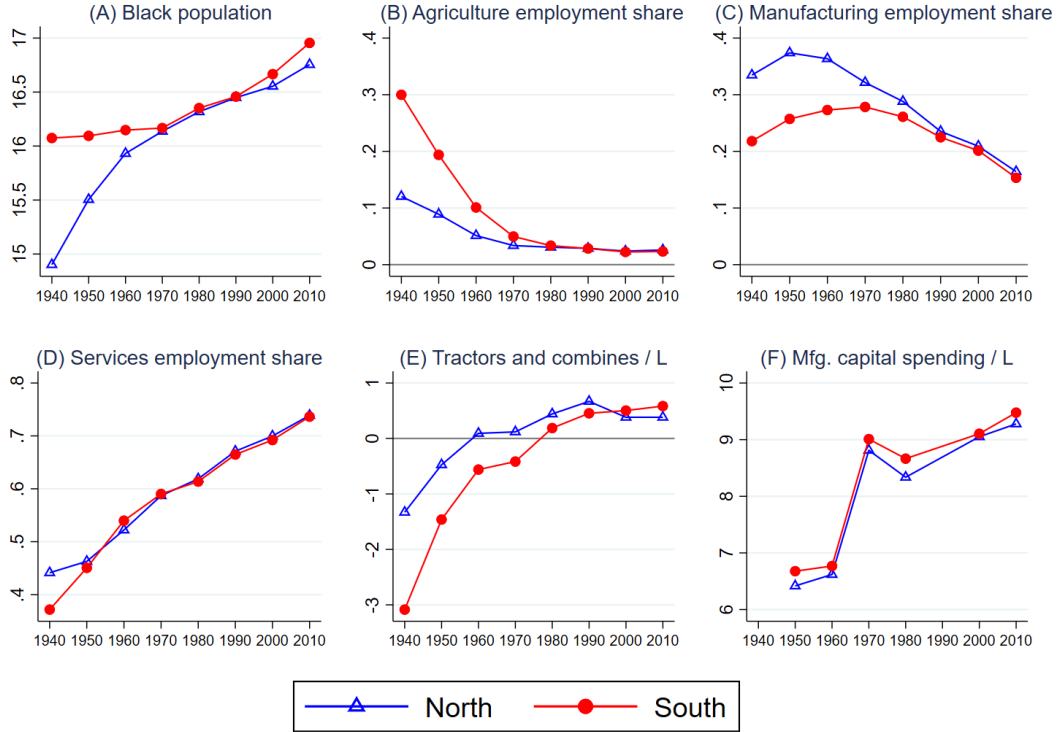 (A) Black population
(B) Agriculture employment share
(C) Manufacturing employment share
17
16.5
16
15.5
15
1940 1950 1960 1970 1980 1990 2000 2010
.4
.3
.2
.1
0
1940 1950 1960 1970 1980 1990 2000 2010
.4
.3
.2
.1
0
1940 1950 1960 1970 1980 1990 2000 2010
(D) Services employment share
(E) Tractors and combines / L
(F) Mfg. capital spending / L
.8
.7
.6
.5
.4
1940 1950 1960 1970 1980 1990 2000 2010
1
0
-1
-2
-3
1940 1950 1960 1970 1980 1990 2000 2010
10
9
8
7
6
1940 1950 1960 1970 1980 1990 2000 2010
North South